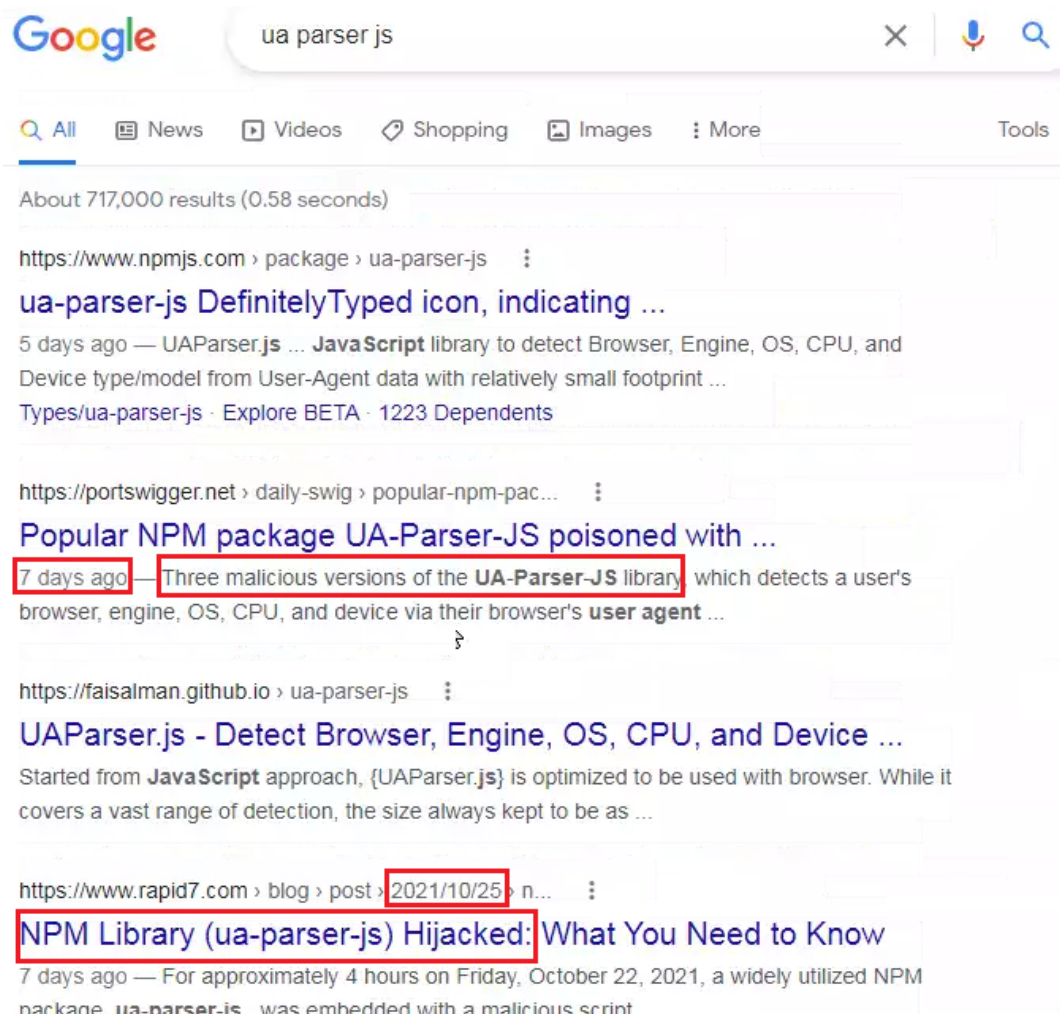 Google
ua parser js
All News Videos Shopping Images More Tools
About 717,000 results (0.58 seconds)
https://www.npmjs.com › package › ua-parser-js
ua-parser-js DefinitelyTyped icon, indicating ...
5 days ago — UAParser.js ... JavaScript library to detect Browser, Engine, OS, CPU, and
Device type/model from User-Agent data with relatively small footprint ...
Types/ua-parser-js · Explore BETA · 1223 Dependents
https://portswigger.net › daily-swig › popular-npm-pac...
Popular NPM package UA-Parser-JS poisoned with ...
7 days ago — Three malicious versions of the UA-Parser-JS library, which detects a user's
browser, engine, OS, CPU, and device via their browser's user agent ...
https://faisalman.github.io › ua-parser-js
UAParser.js - Detect Browser, Engine, OS, CPU, and Device ...
Started from JavaScript approach, {UAParser.js} is optimized to be used with browser. While it
covers a vast range of detection, the size always kept to be as ...
https://www.rapid7.com › blog › post › 2021/10/25 › n...
NPM Library (ua-parser-js) Hijacked: What You Need to Know
7 days ago — For approximately 4 hours on Friday, October 22, 2021, a widely utilized NPM
package, ua-parser-js, was embedded with a malicious script